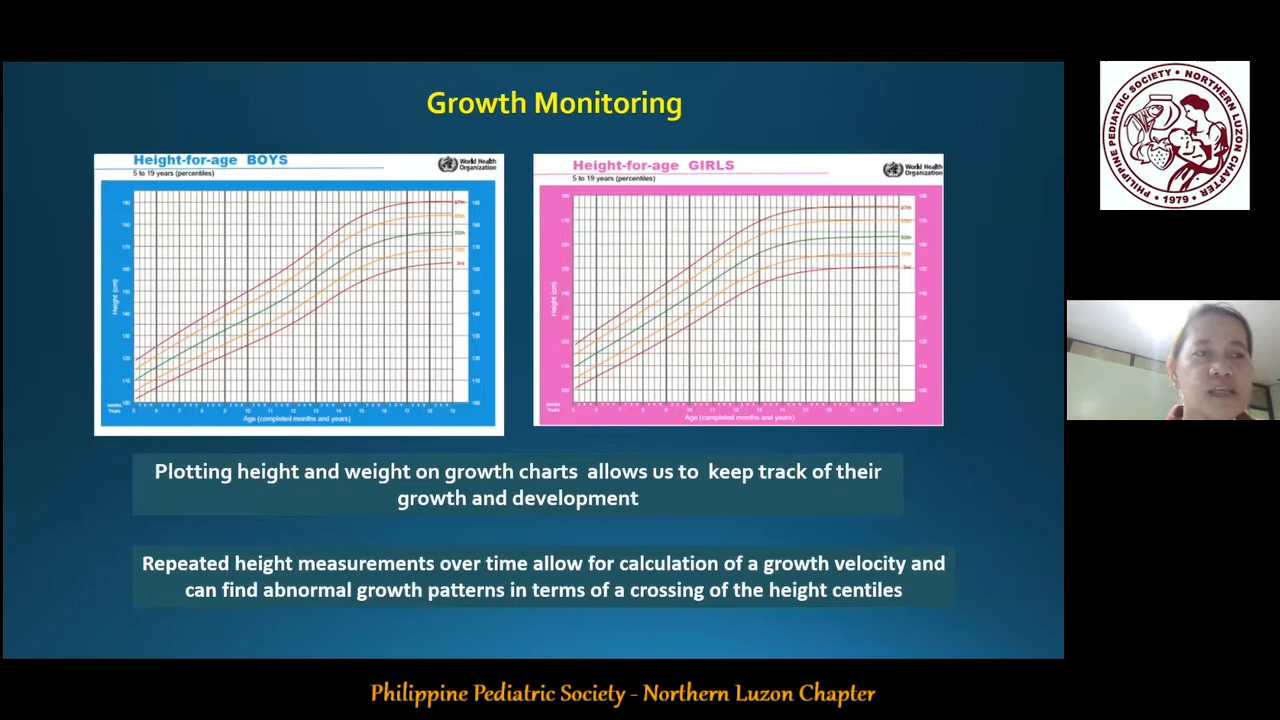 Growth Monitoring
Height-for-age BOYS
5 to 19 years (percentiles)
World Health
Organization
Height (cm)
Age (completed months and years)
Height-for-age GIRLS
5 to 19 years (percentiles)
World Health
Organization
Height (cm)
Age (completed months and years)
Plotting height and weight on growth charts allows us to keep track of their
growth and development
Repeated height measurements over time allow for calculation of a growth velocity and
can find abnormal growth patterns in terms of a crossing of the height centiles
PHILIPPINE PEDIATRIC SOCIETY • NORTHERN LUZON CHAPTER
• 1979 •
Philippine Pediatric Society - Northern Luzon Chapter